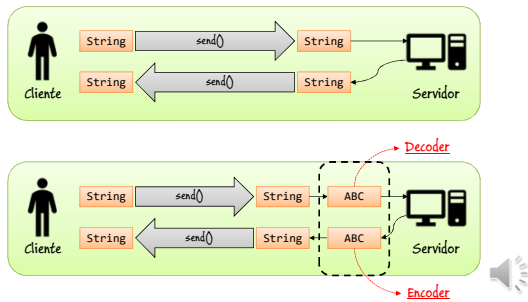 String send() String
String send() String
Cliente Servidor
Decoder
String send() String ABC
String send() String ABC
Cliente Servidor
Encoder